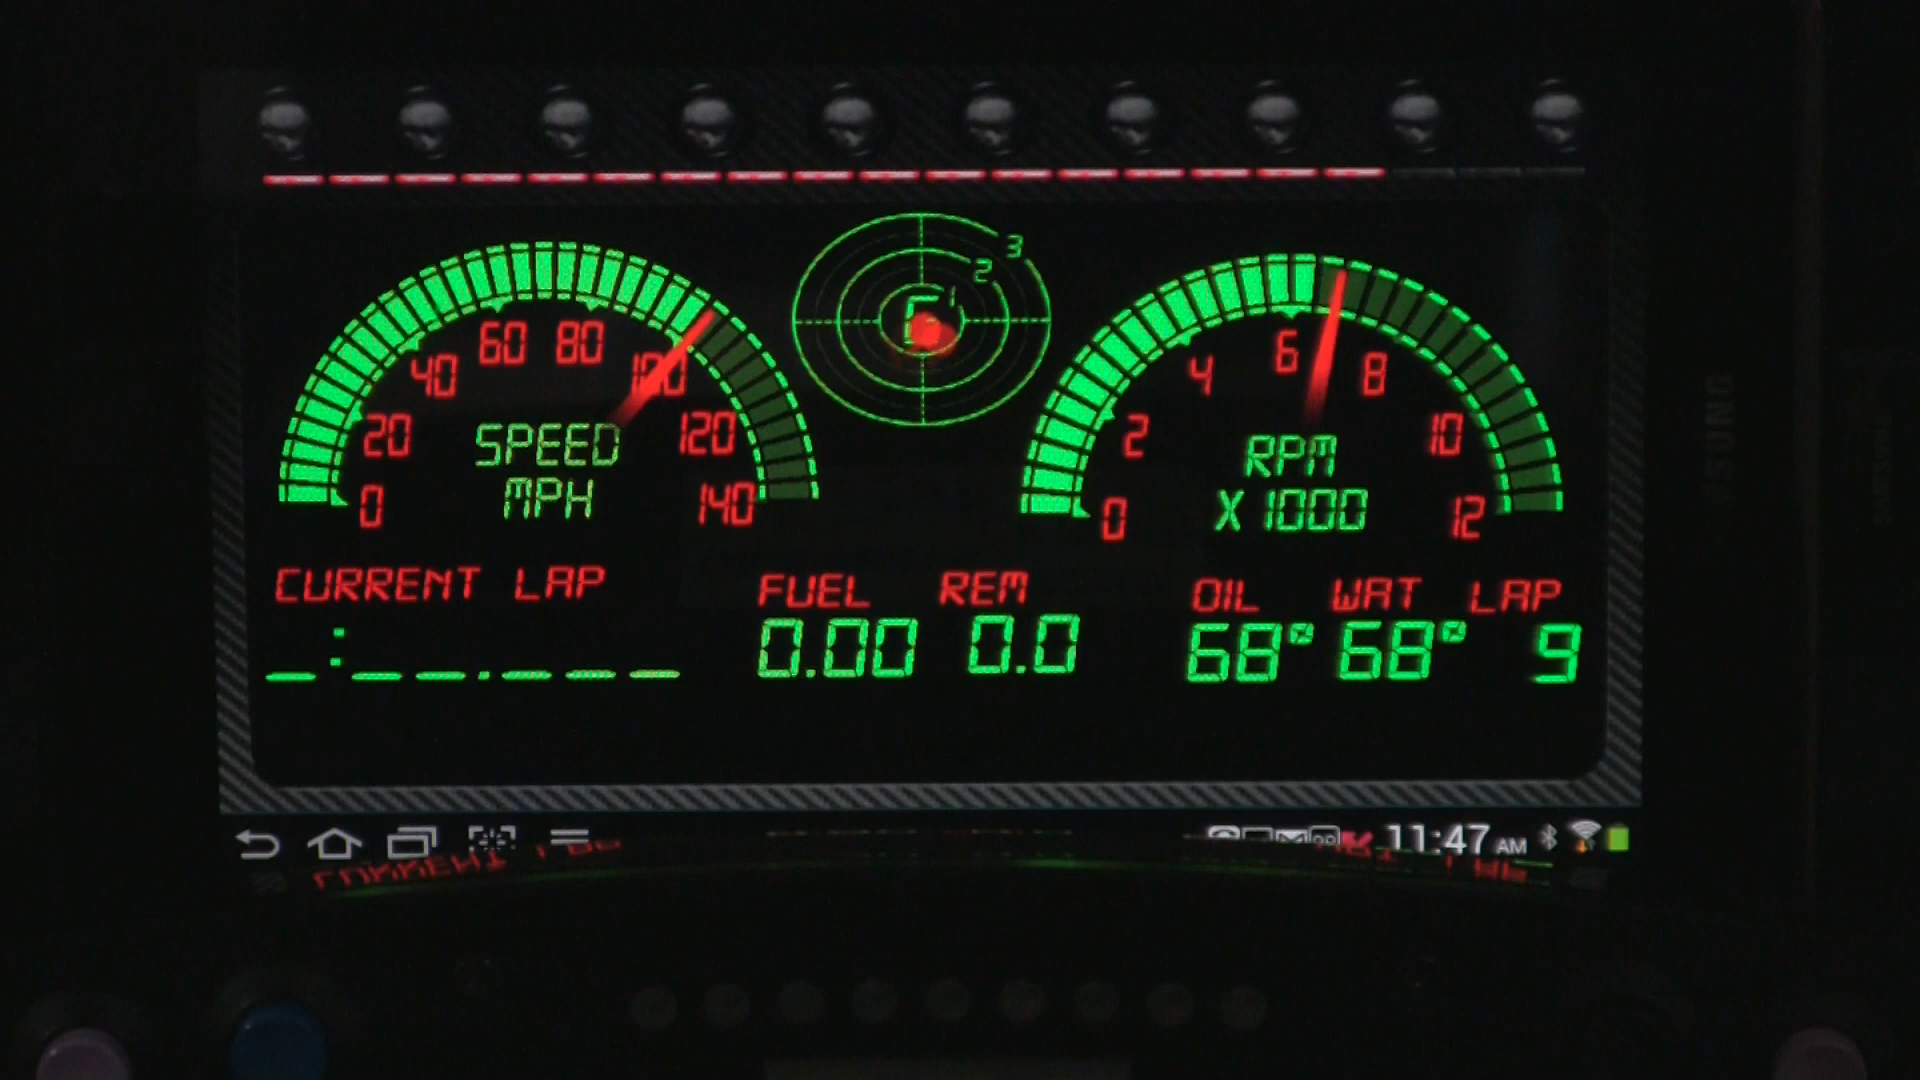 3
2
1
60 80
40 100
20 120
0 140
SPEED
MPH
6
4 8
2 10
0 12
RPM
X 1000
CURRENT LAP
_:__.___
FUEL REM
0.00 0.0
OIL WAT LAP
68° 68° 9
11:47 AM